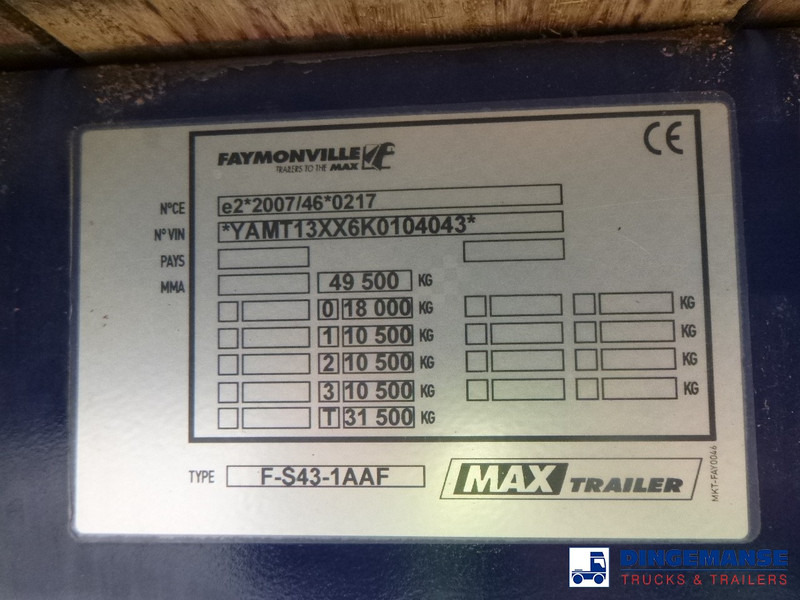 FAYMONVILLE
TRAILERS TO THE MAX
CE
N°CE e2*2007/46*0217
N° VIN *YAMT13XX6K0104043*
PAYS
MMA 49 500 KG
0 18 000 KG KG
1 10 500 KG KG
2 10 500 KG KG
3 10 500 KG KG
T 31 500 KG
TYPE F-S43-1AAF
MAX TRAILER
MKT-FAY0046
DINGEMANSE
TRUCKS & TRAILERS